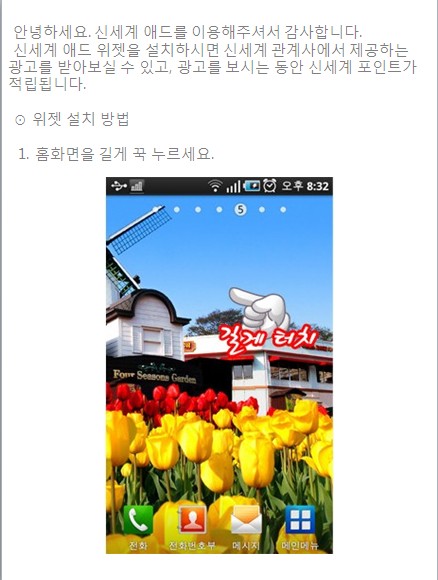 안녕하세요. 신세계 애드를 이용해주셔서 감사합니다.
신세계 애드 위젯을 설치하시면 신세계 관계사에서 제공하는
광고를 받아보실 수 있고, 광고를 보시는 동안 신세계 포인트가
적립됩니다.
⊙ 위젯 설치 방법
1. 홈화면을 길게 꾹 누르세요.
오후 8:32
5
길게 터치
Four Seasons Garden
전화 전화번호부 메시지 메인메뉴